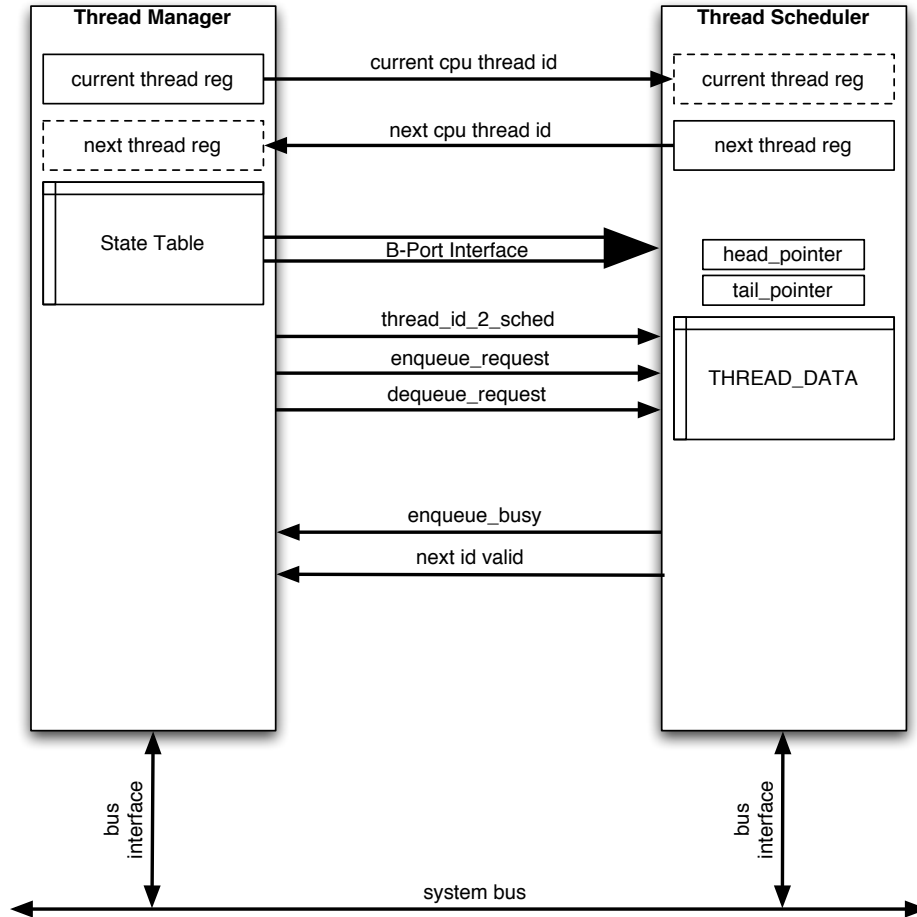 Thread Manager
Thread Scheduler
current thread reg
current cpu thread id
current thread reg
next thread reg
next cpu thread id
next thread reg
State Table
B-Port Interface
head_pointer
tail_pointer
thread_id_2_sched
enqueue_request
dequeue_request
THREAD_DATA
enqueue_busy
next id valid
bus
interface
bus
interface
system bus